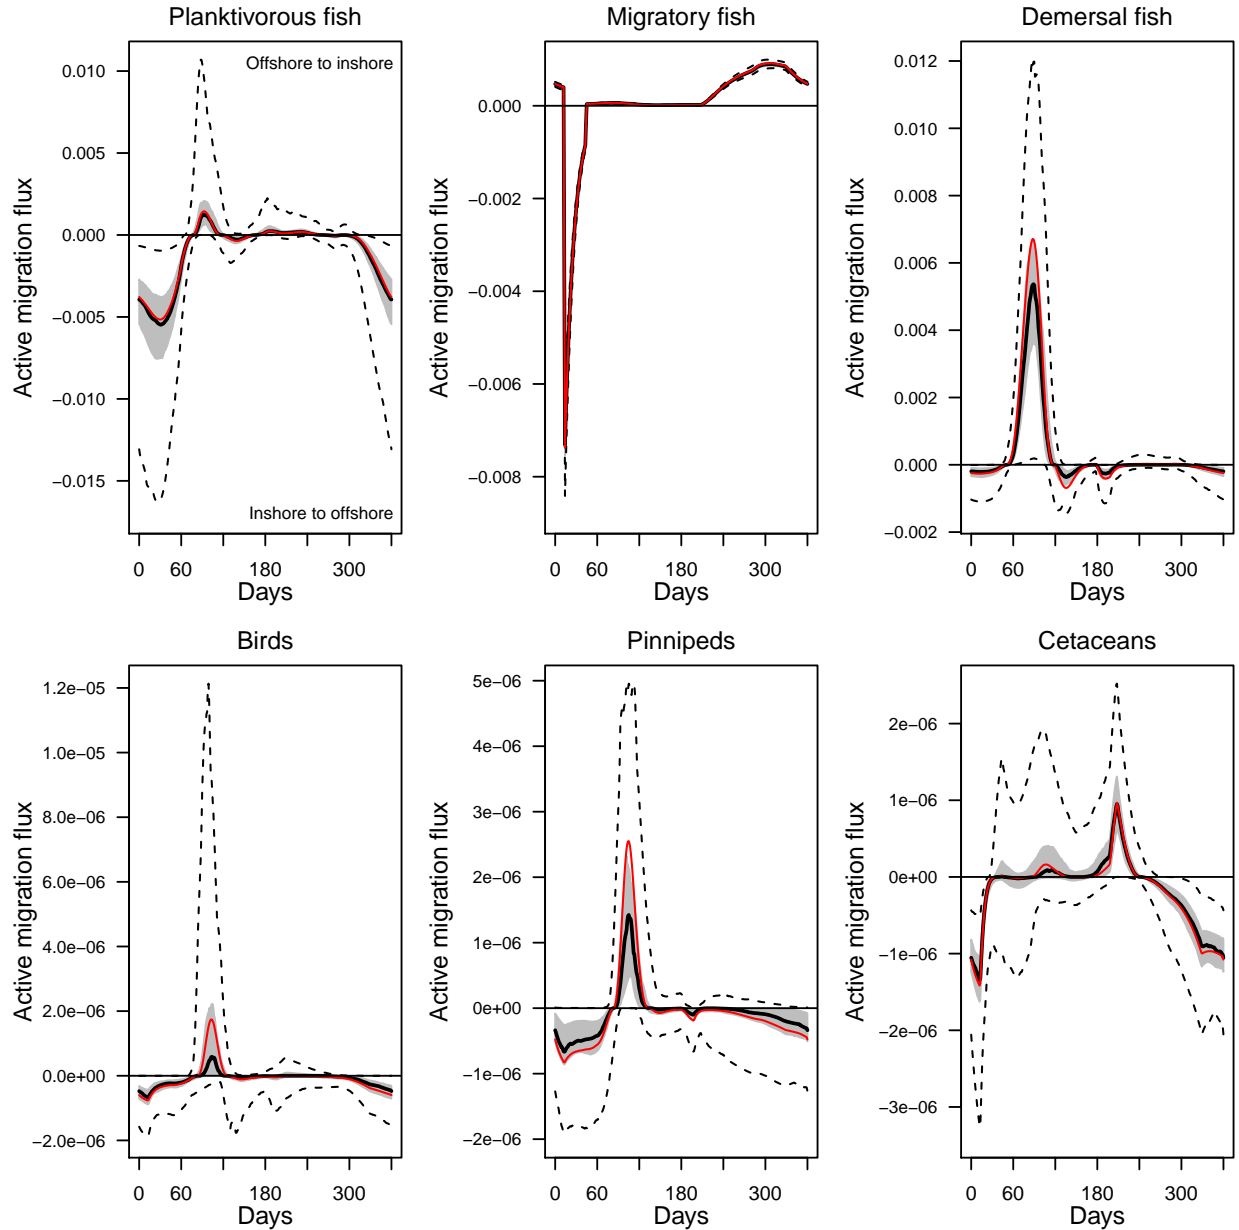 Planktivorous fish
Active migration flux
0.010
0.005
0.000
−0.005
−0.010
−0.015
Offshore to inshore
Inshore to offshore
0 60 180 300
Days
Migratory fish
Active migration flux
0.000
−0.002
−0.004
−0.006
−0.008
0 60 180 300
Days
Demersal fish
Active migration flux
0.012
0.010
0.008
0.006
0.004
0.002
0.000
−0.002
0 60 180 300
Days
Birds
Active migration flux
1.2e−05
1.0e−05
8.0e−06
6.0e−06
4.0e−06
2.0e−06
0.0e+00
−2.0e−06
0 60 180 300
Days
Pinnipeds
Active migration flux
5e−06
4e−06
3e−06
2e−06
1e−06
0e+00
−1e−06
−2e−06
0 60 180 300
Days
Cetaceans
Active migration flux
2e−06
1e−06
0e+00
−1e−06
−2e−06
−3e−06
0 60 180 300
Days